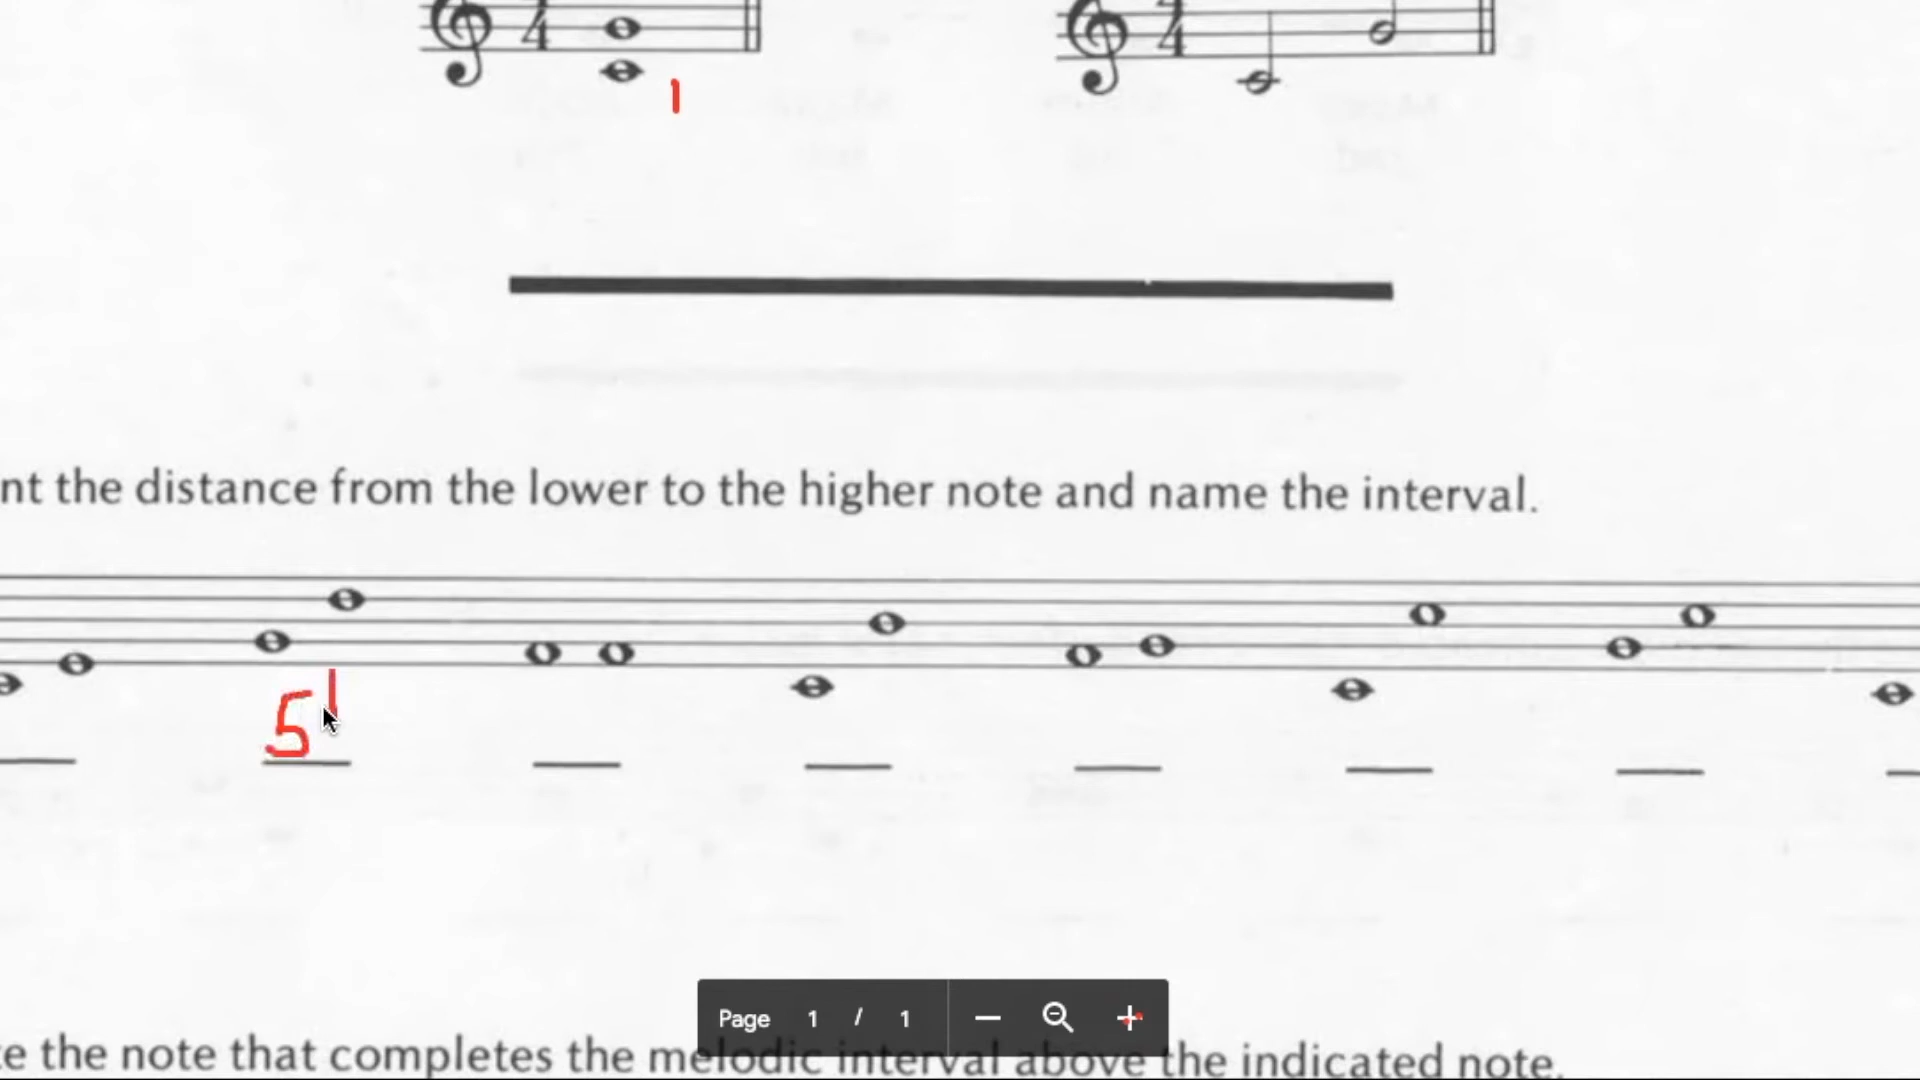 4 4
1
nt the distance from the lower to the higher note and name the interval.
5 1
Page 1 / 1
e the note that completes the melodic interval above the indicated note.